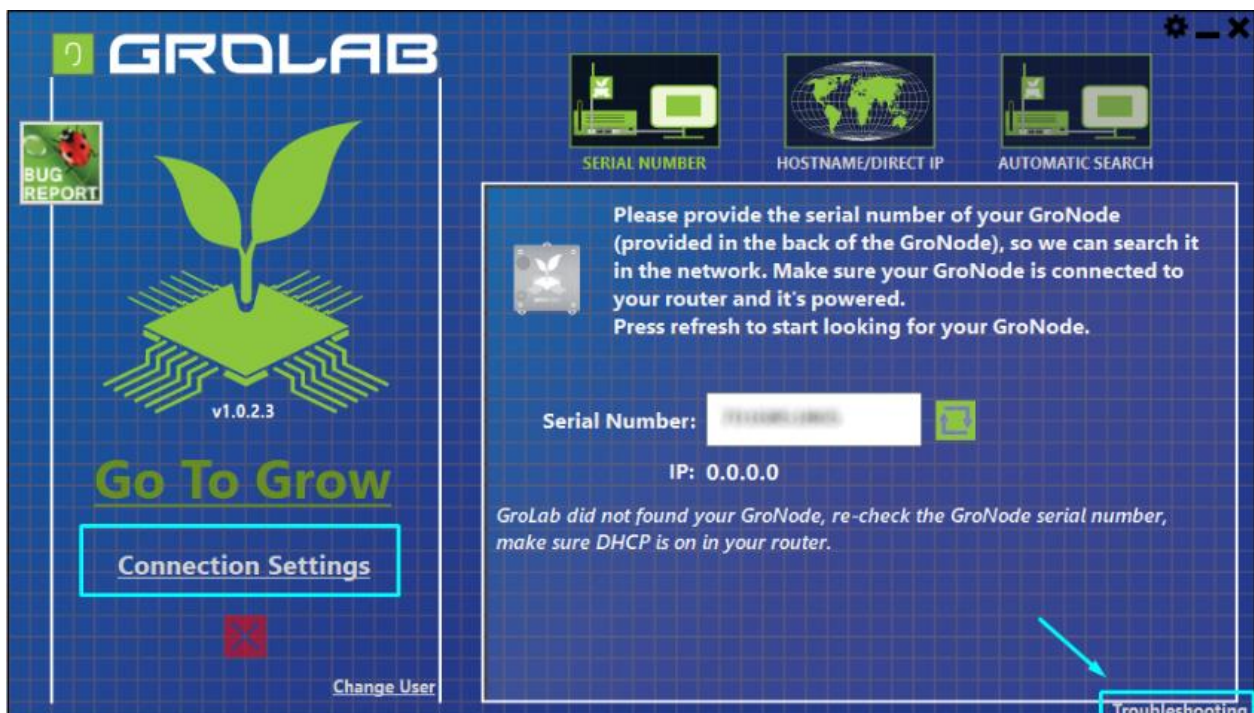 GROLAB
BUG
REPORT
v1.0.2.3
Go To Grow
Connection Settings
Change User
SERIAL NUMBER
HOSTNAME/DIRECT IP
AUTOMATIC SEARCH
Please provide the serial number of your GroNode
(provided in the back of the GroNode), so we can search it
in the network. Make sure your GroNode is connected to
your router and it's powered.
Press refresh to start looking for your GroNode.
Serial Number:
IP: 0.0.0.0
GroLab did not found your GroNode, re-check the GroNode serial number,
make sure DHCP is on in your router.
Troubleshooting